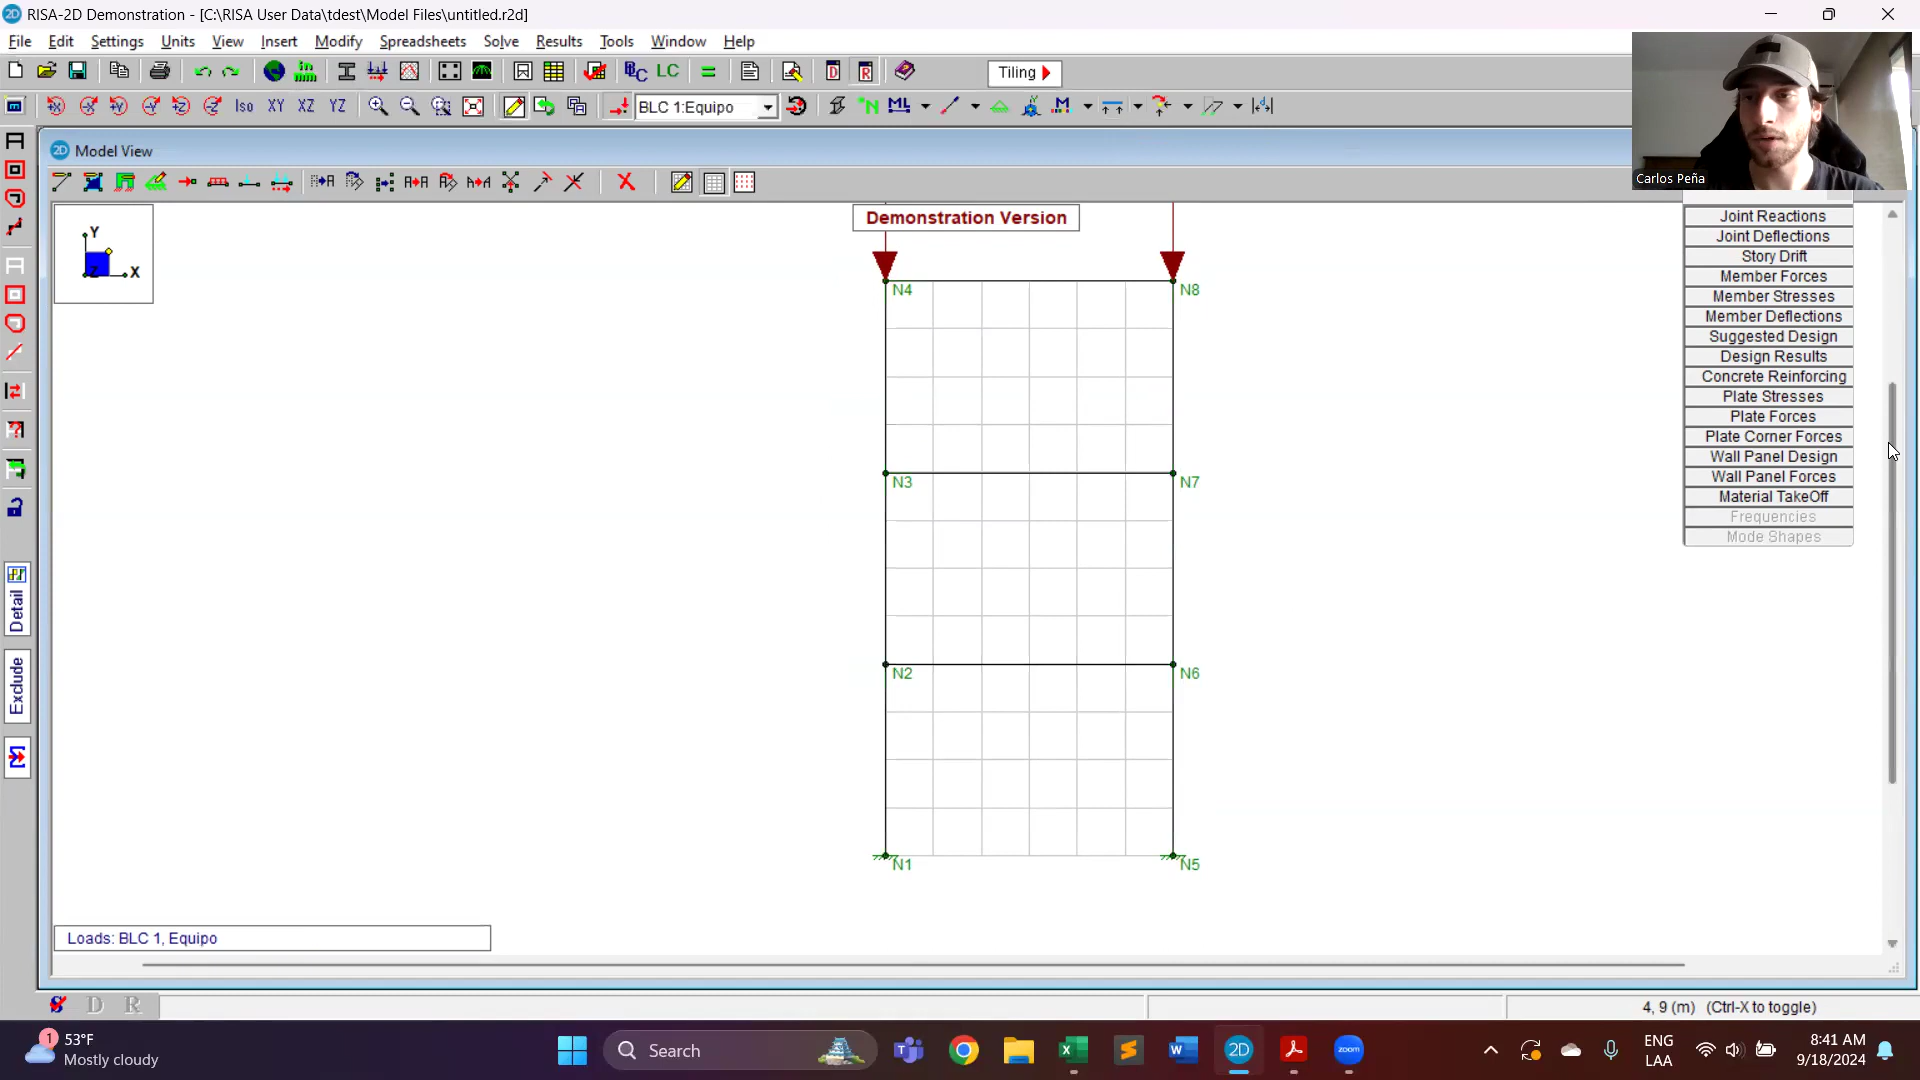 RISA-2D Demonstration - [C:\RISA User Data\tdest\Model Files\untitled.r2d]
File Edit Settings Units View Insert Modify Spreadsheets Solve Results Tools Window Help
LC Tiling
Iso XY XZ YZ BLC 1:Equipo
Model View
Carlos Peña
Demonstration Version
Y
X
Z
N4
N8
N3
N7
N2
N6
N1
N5
Joint Reactions
Joint Deflections
Story Drift
Member Forces
Member Stresses
Member Deflections
Suggested Design
Design Results
Concrete Reinforcing
Plate Stresses
Plate Forces
Plate Corner Forces
Wall Panel Design
Wall Panel Forces
Material TakeOff
Frequencies
Mode Shapes
Detail
Exclude
Loads: BLC 1, Equipo
S D R
4, 9 (m) (Ctrl-X to toggle)
1
53°F
Mostly cloudy
Search
zoom
ENG
LAA
8:41 AM
9/18/2024